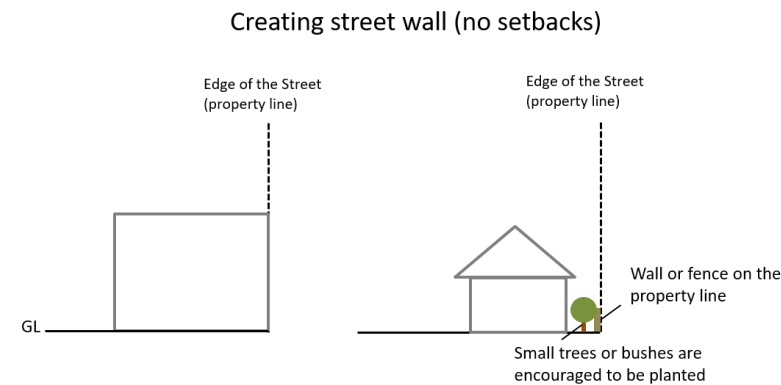 Creating street wall (no setbacks)
Edge of the Street
(property line)
Edge of the Street
(property line)
Wall or fence on the
property line
GL
Small trees or bushes are
encouraged to be planted